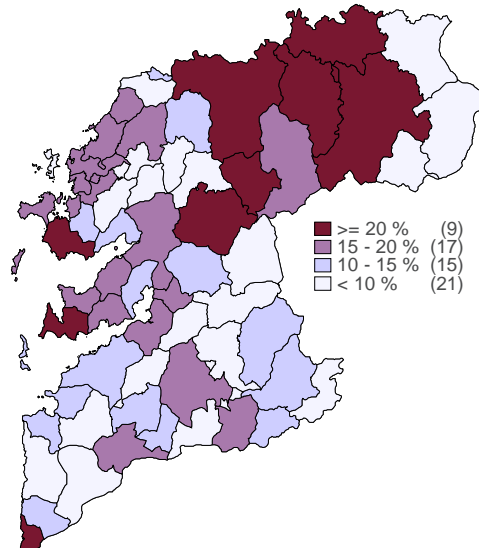 >= 20 % (9)
15 - 20 % (17)
10 - 15 % (15)
< 10 % (21)